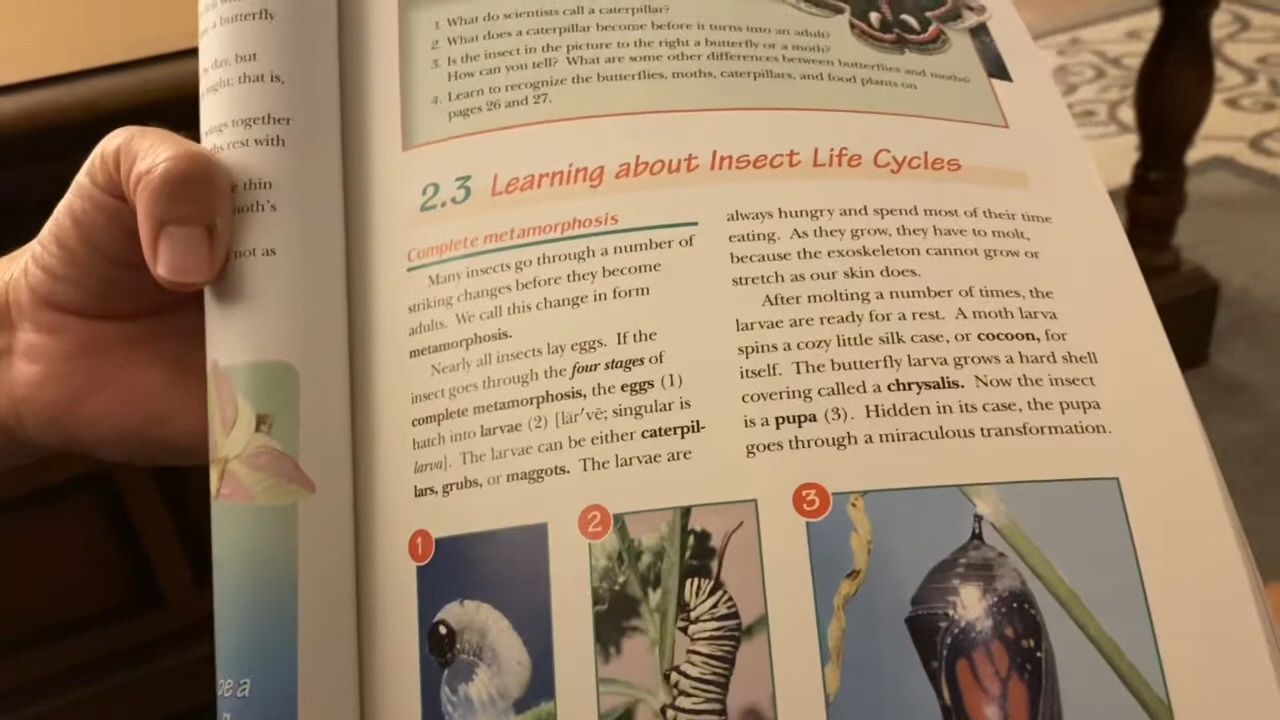 a butterfly
day, but
night; that is,
wings together
rest with
thin
moth's
not as
be a
1. What do scientists call a caterpillar?
2. What does a caterpillar become before it turns into an adult?
3. Is the insect in the picture to the right a butterfly or a moth?
How can you tell? What are some other differences between butterflies and moths?
4. Learn to recognize the butterflies, moths, caterpillars, and food plants on
pages 26 and 27.
2.3 Learning about Insect Life Cycles
Complete metamorphosis
Many insects go through a number of
striking changes before they become
adults. We call this change in form
metamorphosis.
Nearly all insects lay eggs. If the
insect goes through the four stages of
complete metamorphosis, the eggs (1)
hatch into larvae (2) [lär′vē; singular is
larva]. The larvae can be either caterpil-
lars, grubs, or maggots. The larvae are
always hungry and spend most of their time
eating. As they grow, they have to molt,
because the exoskeleton cannot grow or
stretch as our skin does.
After molting a number of times, the
larvae are ready for a rest. A moth larva
spins a cozy little silk case, or cocoon, for
itself. The butterfly larva grows a hard shell
covering called a chrysalis. Now the insect
is a pupa (3). Hidden in its case, the pupa
goes through a miraculous transformation.
1
2
3